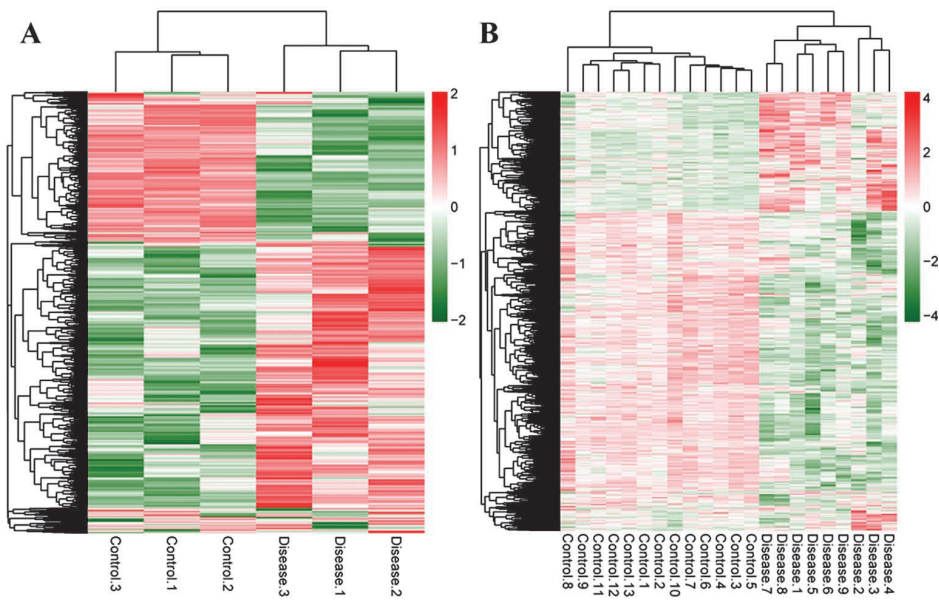 A
2
1
0
−1
−2
Control.3
Control.1
Control.2
Disease.3
Disease.1
Disease.2
B
4
2
0
−2
−4
Control.8
Control.9
Control.11
Control.12
Control.13
Control.1
Control.2
Control.10
Control.7
Control.6
Control.4
Control.3
Control.5
Disease.7
Disease.8
Disease.1
Disease.5
Disease.6
Disease.9
Disease.2
Disease.3
Disease.4